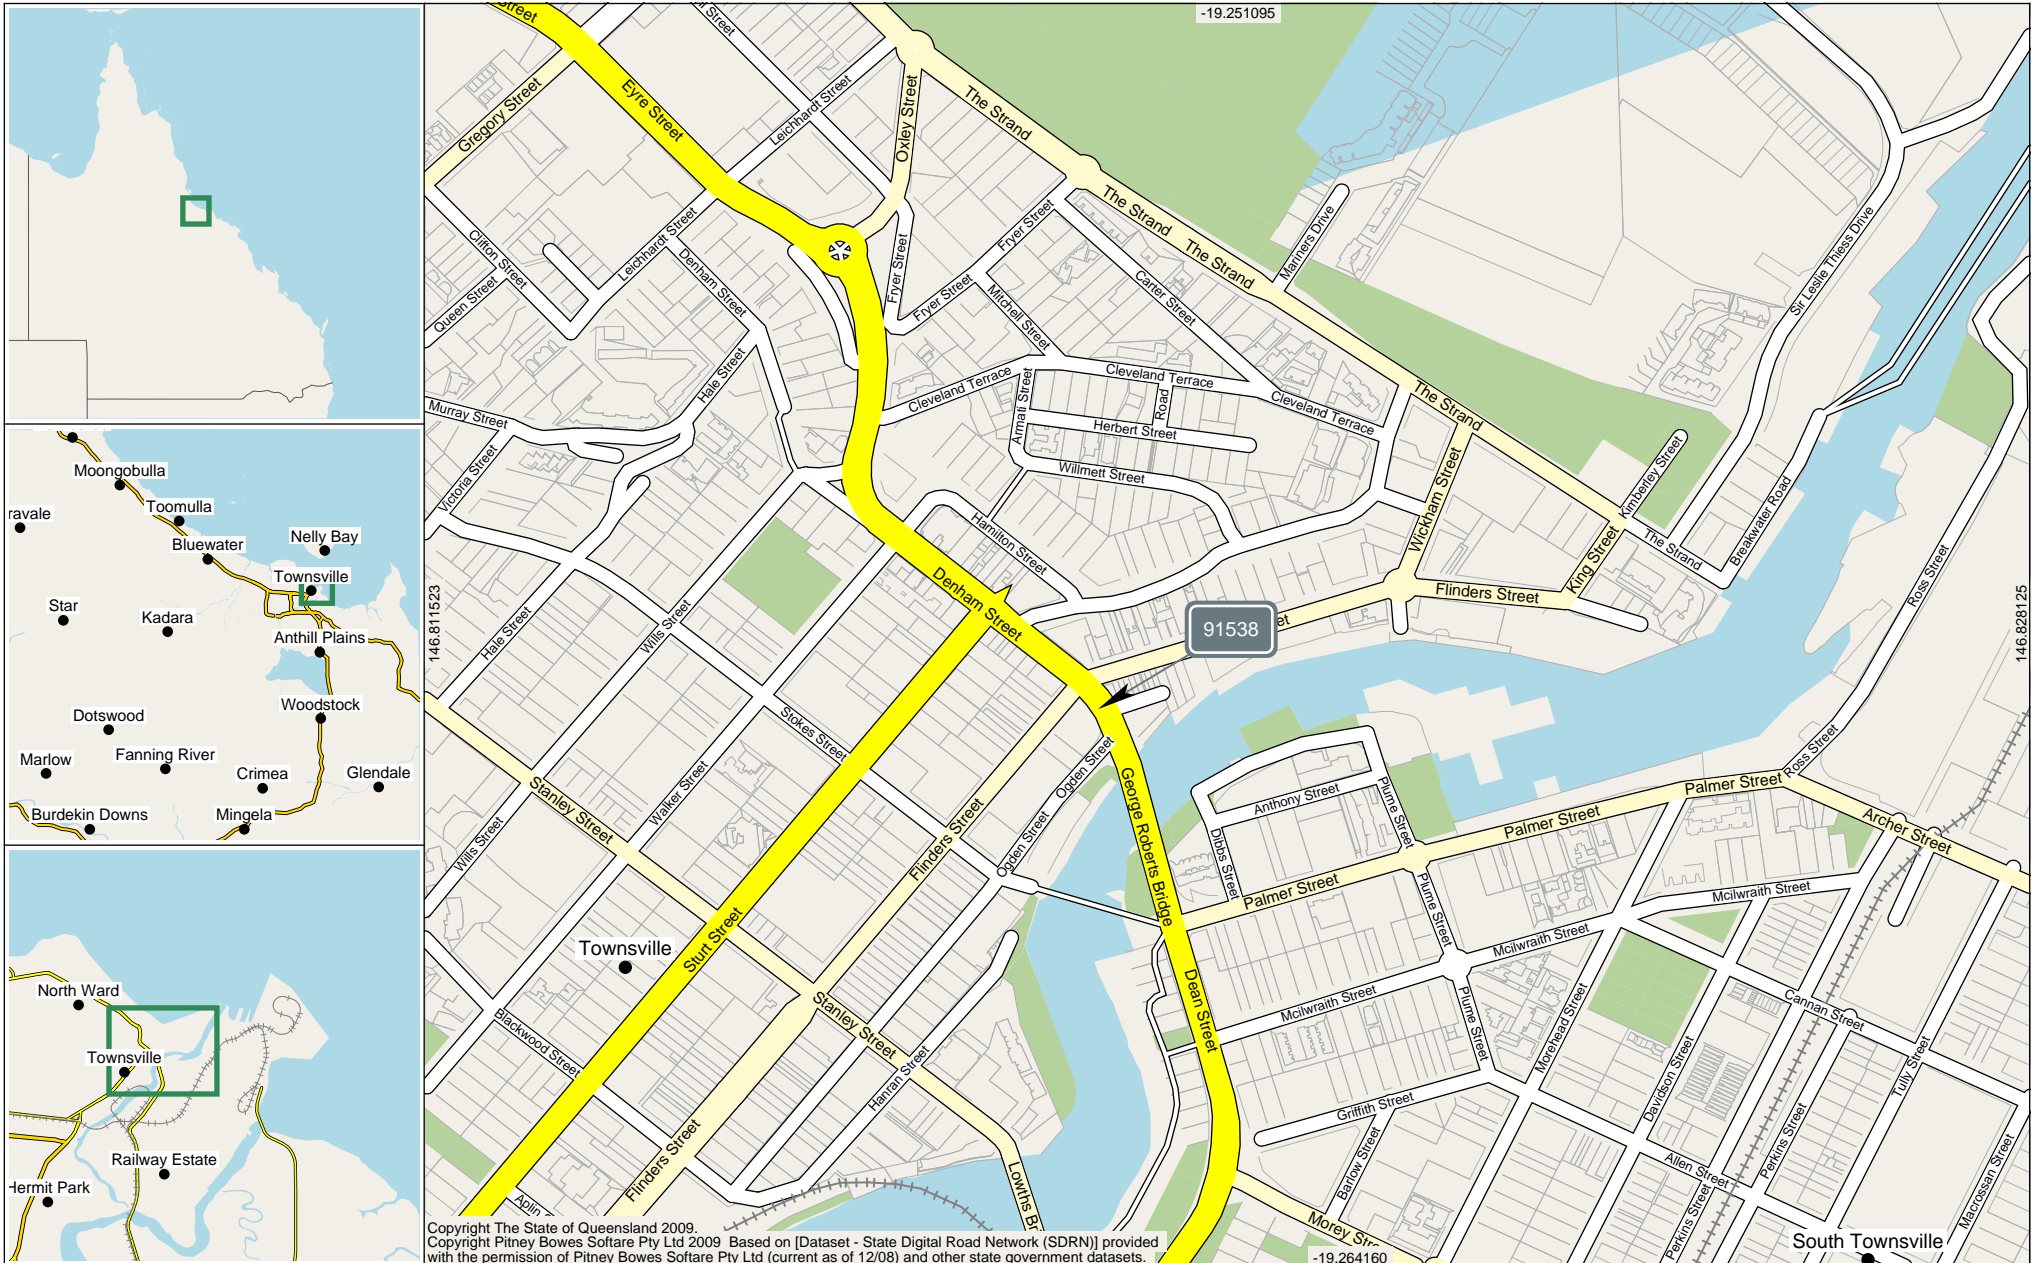 Moongobulla
ravale
Toomulla
Bluewater
Nelly Bay
Townsville
Star
Kadara
Anthill Plains
Woodstock
Dotswood
Marlow
Fanning River
Crimea
Glendale
Burdekin Downs
Mingela
North Ward
Townsville
Railway Estate
Hermit Park
-19.251095
146.811523
146.828125
-19.264160
Street
Gregory Street
Eyre Street
Leichhardt Street
Oxley Street
The Strand
The Strand
The Strand
Mariners Drive
Sir Leslie Thiess Drive
Clifton Street
Queen Street
Leichhardt Street
Denham Street
Fryer Street
Fryer Street
Fryer Street
Mitchell Street
Carter Street
Hale Street
Murray Street
Victoria Street
Cleveland Terrace
Cleveland Terrace
Cleveland Terrace
Armati Street
Road
Herbert Street
Willmett Street
The Strand
Wickham Street
Kimberley Street
King Street
The Strand
Breakwater Road
Flinders Street
Ross Street
Hamilton Street
Denham Street
91538
et
Hale Street
Wills Street
Stokes Street
Walker Street
Stanley Street
Wills Street
Ogden Street
Ogden Street
Flinders Street
George Roberts Bridge
Anthony Street
Dibbs Street
Plume Street
Palmer Street
Palmer Street
Palmer Street
Ross Street
Archer Street
Mcilwraith Street
Plume Street
Mcilwraith Street
Mcilwraith Street
Sturt Street
Townsville
Stanley Street
Blackwood Street
Hanran Street
Dean Street
Plume Street
Morehead Street
Cannan Street
Davidson Street
Tully Street
Griffith Street
Barlow Street
Allen Street
Perkins Street
Perkins Street
Macrossan Street
Flinders Street
Aplin
Lowths Br
Morey Stre
South Townsville
Copyright The State of Queensland 2009.
Copyright Pitney Bowes Softare Pty Ltd 2009 Based on [Dataset - State Digital Road Network (SDRN)] provided
with the permission of Pitney Bowes Softare Pty Ltd (current as of 12/08) and other state government datasets.